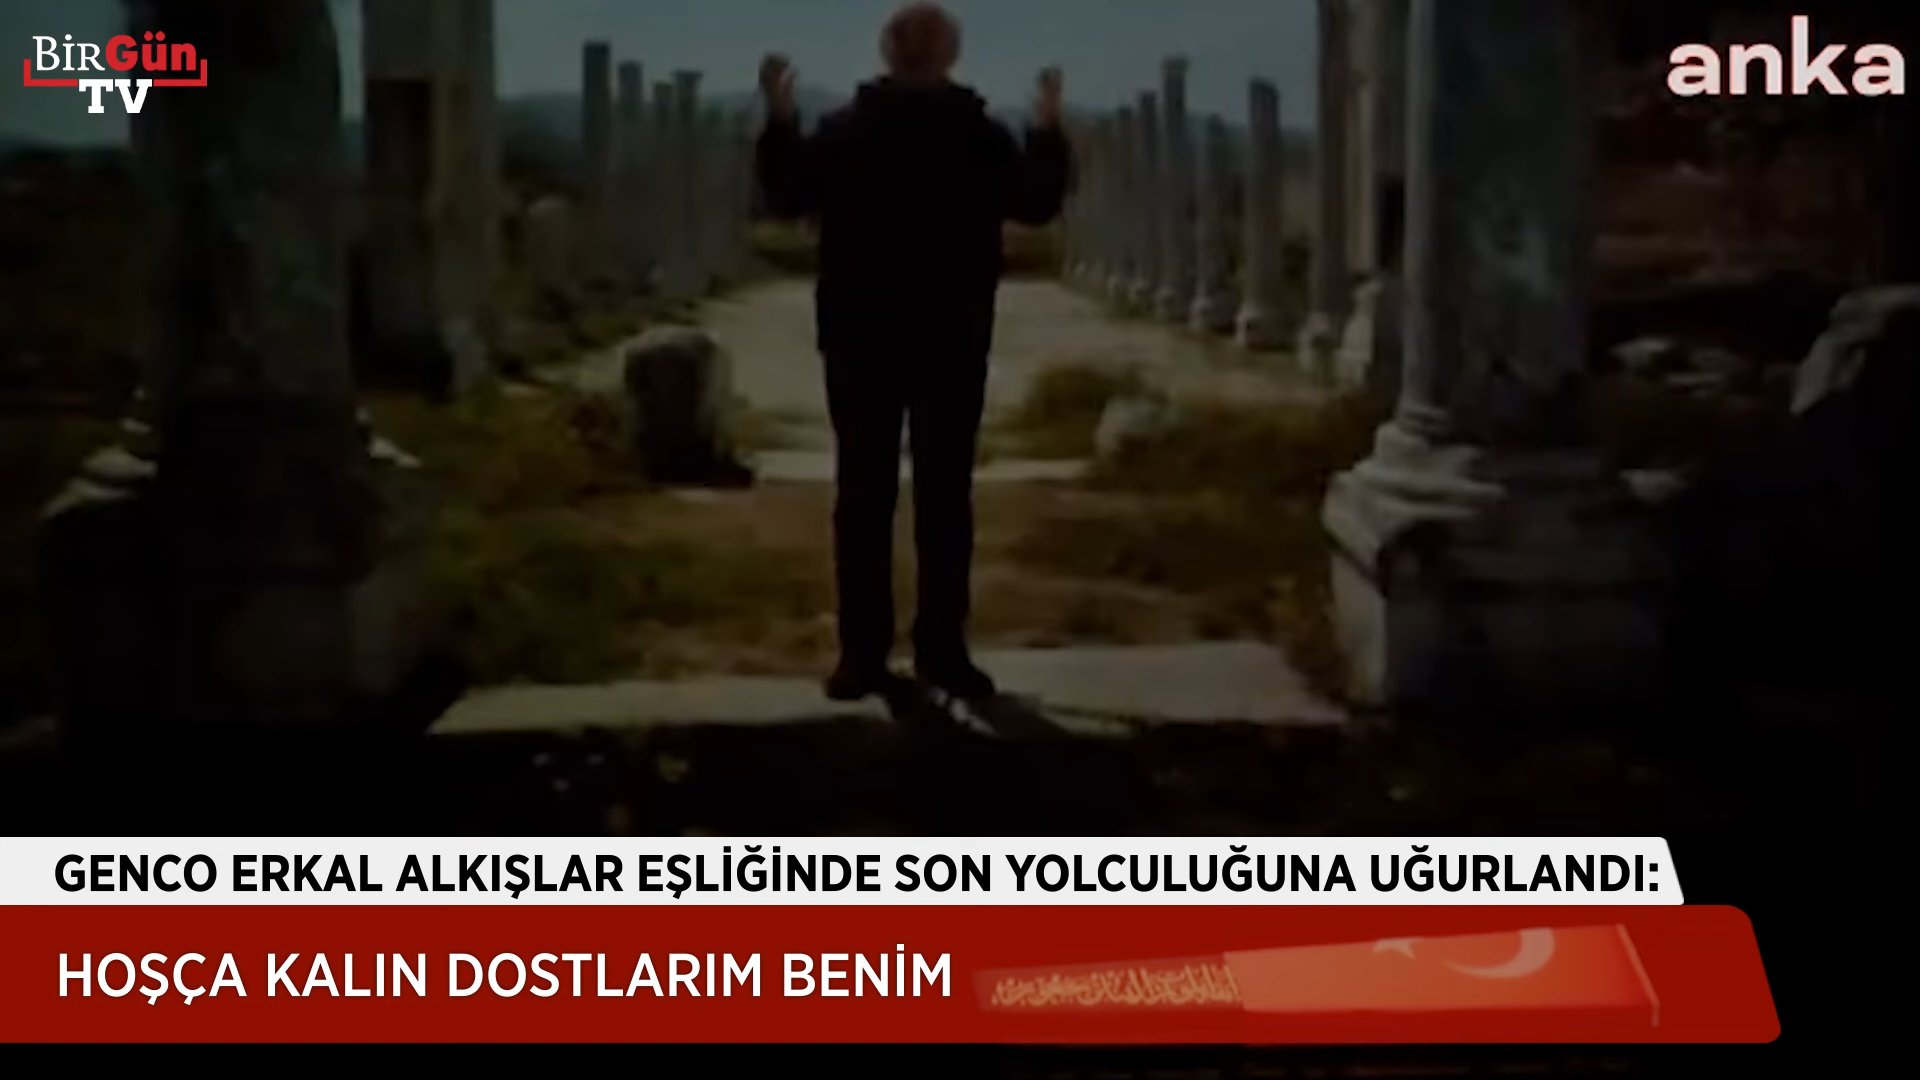 BirGün
TV
anka
GENCO ERKAL ALKIŞLAR EŞLİĞİNDE SON YOLCULUĞUNA UĞURLANDI:
HOŞÇA KALIN DOSTLARIM BENİM